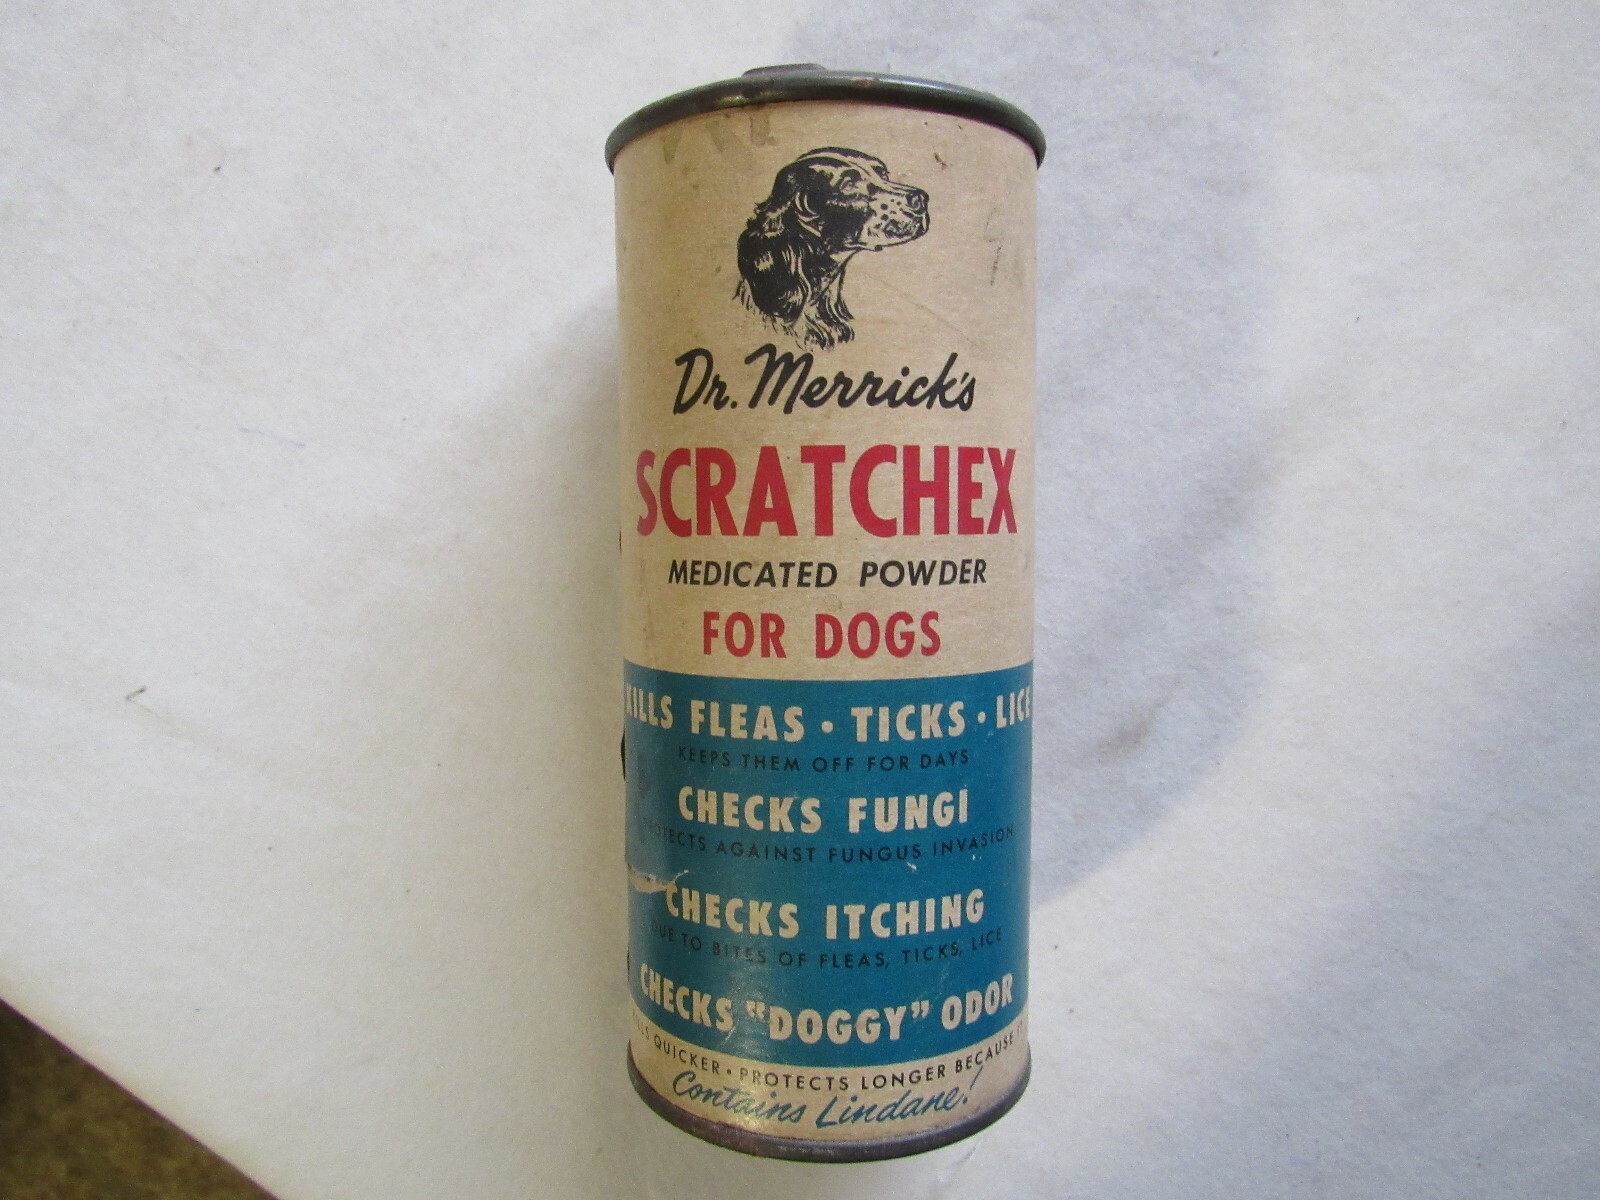 Dr. Merrick's
SCRATCHEX
MEDICATED POWDER
FOR DOGS
KILLS FLEAS • TICKS • LICE
KEEPS THEM OFF FOR DAYS
CHECKS FUNGI
PROTECTS AGAINST FUNGUS INVASION
CHECKS ITCHING
DUE TO BITES OF FLEAS, TICKS, LICE
CHECKS "DOGGY" ODOR
KILLS QUICKER • PROTECTS LONGER BECAUSE IT
Contains Lindane!